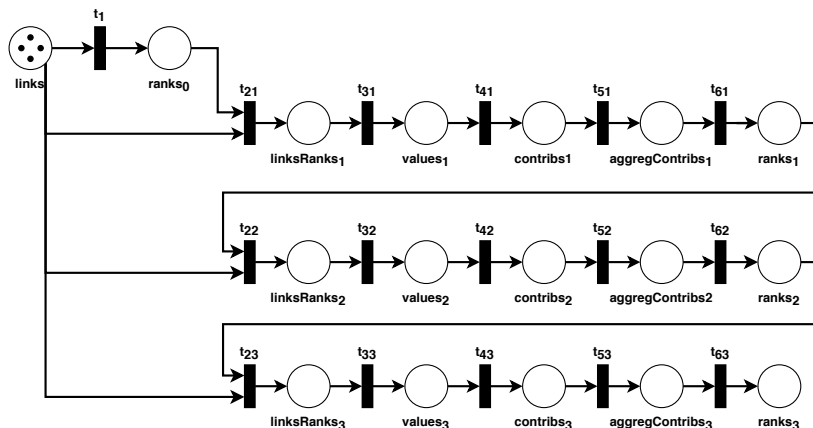 t1
links
ranks0
t21 t31 t41 t51 t61
linksRanks1 values1 contribs1 aggregContribs1 ranks1
t22 t32 t42 t52 t62
linksRanks2 values2 contribs2 aggregContribs2 ranks2
t23 t33 t43 t53 t63
linksRanks3 values3 contribs3 aggregContribs3 ranks3